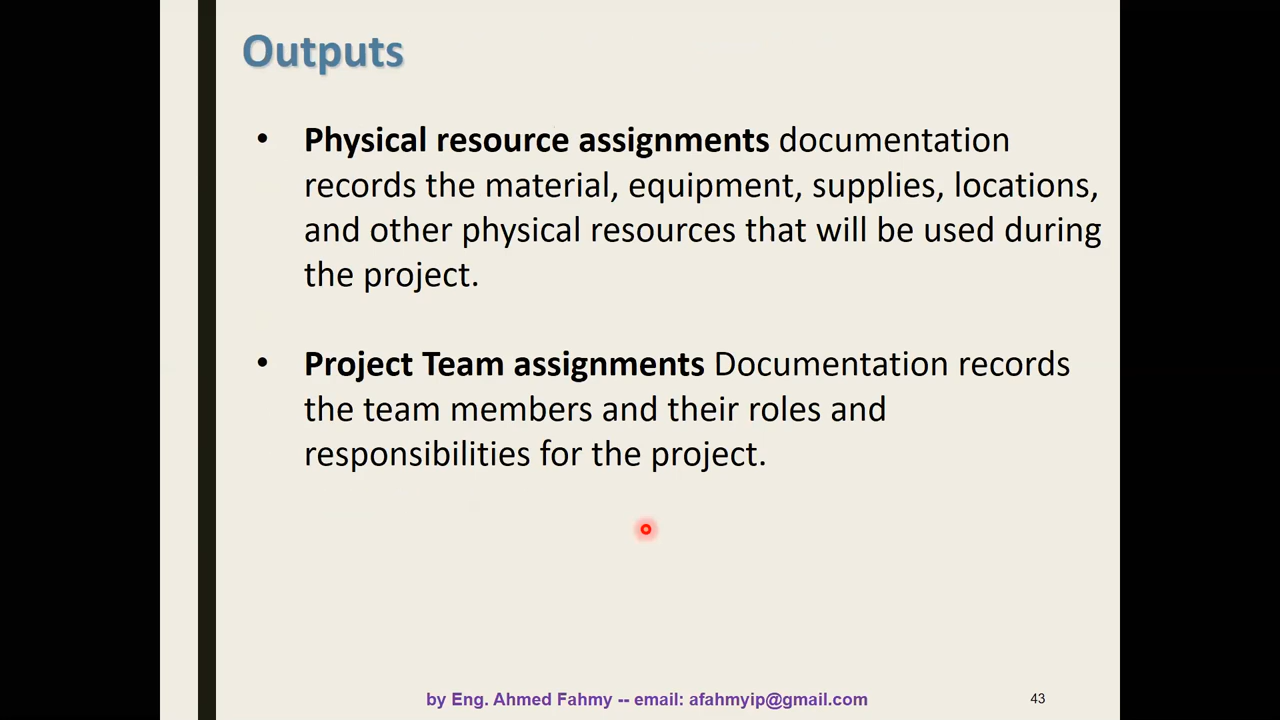 Outputs
• Physical resource assignments documentation
records the material, equipment, supplies, locations,
and other physical resources that will be used during
the project.
• Project Team assignments Documentation records
the team members and their roles and
responsibilities for the project.
by Eng. Ahmed Fahmy -- email: afahmyip@gmail.com
43